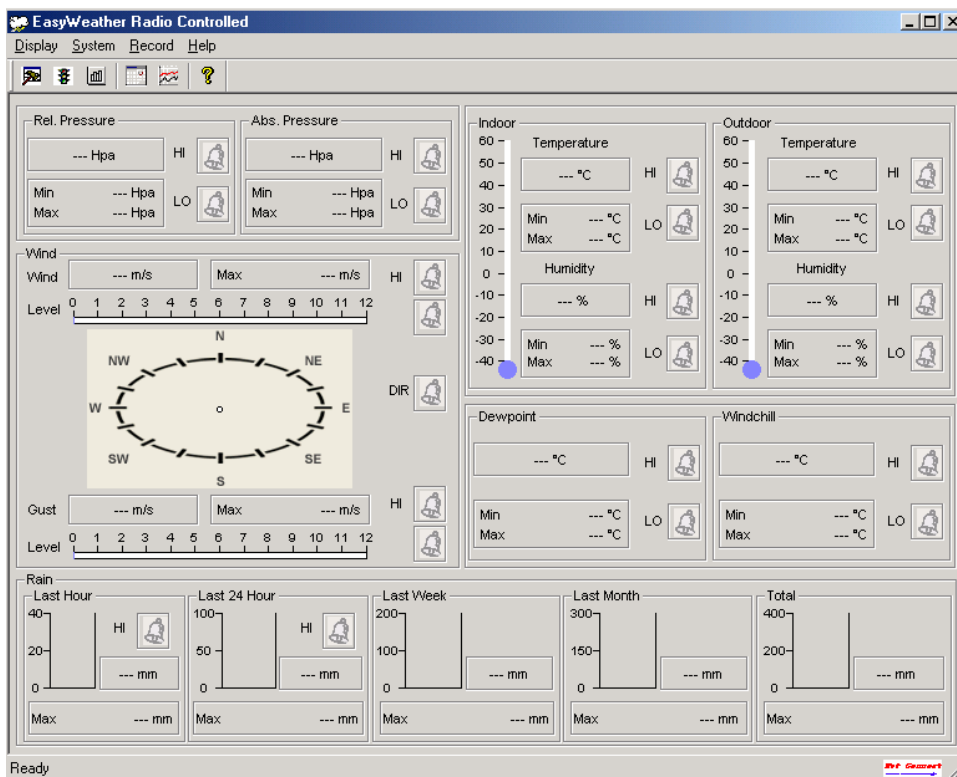 EasyWeather Radio Controlled
Display System Record Help
Rel. Pressure
--- Hpa
HI
Min --- Hpa
Max --- Hpa
LO
Abs. Pressure
--- Hpa
HI
Min --- Hpa
Max --- Hpa
LO
Wind
Wind --- m/s Max --- m/s HI
Level 0 1 2 3 4 5 6 7 8 9 10 11 12
N
NW NE
W E
SW SE
S
DIR
Gust --- m/s Max --- m/s HI
Level 0 1 2 3 4 5 6 7 8 9 10 11 12
Indoor
60
50
40
30
20
10
0
-10
-20
-30
-40
Temperature
--- °C
HI
Min --- °C
Max --- °C
LO
Humidity
--- %
HI
Min --- %
Max --- %
LO
Outdoor
60
50
40
30
20
10
0
-10
-20
-30
-40
Temperature
--- °C
HI
Min --- °C
Max --- °C
LO
Humidity
--- %
HI
Min --- %
Max --- %
LO
Dewpoint
--- °C
HI
Min --- °C
Max --- °C
LO
Windchill
--- °C
HI
Min --- °C
Max --- °C
LO
Rain
Last Hour
40
20
0
HI
--- mm
Max --- mm
Last 24 Hour
100
50
0
HI
--- mm
Max --- mm
Last Week
200
100
0
--- mm
Max --- mm
Last Month
300
150
0
--- mm
Max --- mm
Total
400
200
0
--- mm
Max --- mm
Ready